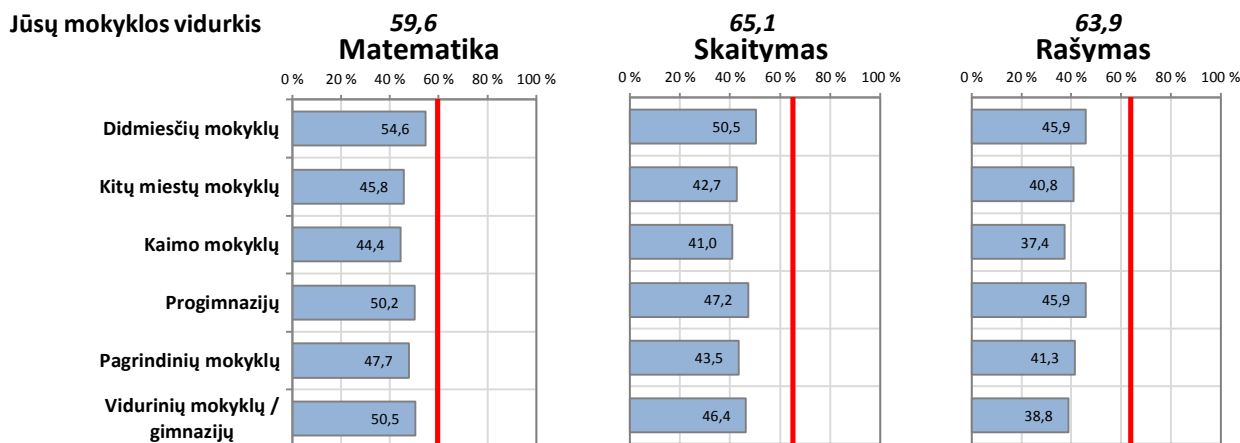 Jūsų mokyklos vidurkis 59,6 65,1 63,9
Matematika Skaitymas Rašymas
0 % 20 % 40 % 60 % 80 % 100 % 0 % 20 % 40 % 60 % 80 % 100 % 0 % 20 % 40 % 60 % 80 % 100 %
Didmiesčių mokyklų 54,6 50,5 45,9
Kitų miestų mokyklų 45,8 42,7 40,8
Kaimo mokyklų 44,4 41,0 37,4
Progimnazijų 50,2 47,2 45,9
Pagrindinių mokyklų 47,7 43,5 41,3
Vidurinių mokyklų /
gimnazijų 50,5 46,4 38,8